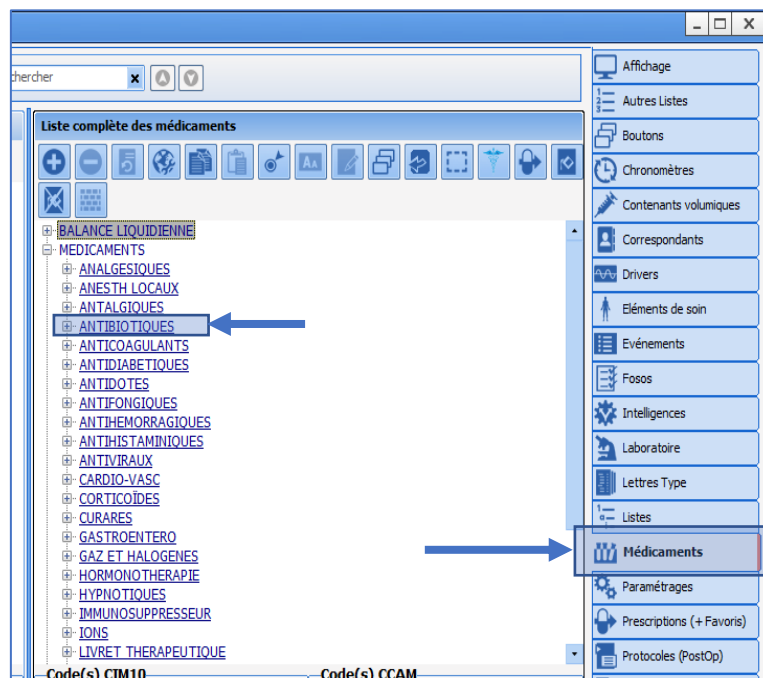 chercher
Liste complète des médicaments
BALANCE LIQUIDIENNE
MEDICAMENTS
ANALGESIQUES
ANESTH LOCAUX
ANTALGIQUES
ANTIBIOTIQUES
ANTICOAGULANTS
ANTIDIABETIQUES
ANTIDOTES
ANTIFONGIQUES
ANTIHEMORRAGIQUES
ANTIHISTAMINIQUES
ANTIVIRAUX
CARDIO-VASC
CORTICOÏDES
CURARES
GASTROENTERO
GAZ ET HALOGENES
HORMONOTHERAPIE
HYPNOTIQUES
IMMUNOSUPPRESSEUR
IONS
LIVRET THERAPEUTIQUE
Code(s) CIM10 Code(s) CCAM
Affichage
Autres Listes
Boutons
Chronomètres
Contenants volumiques
Correspondants
Drivers
Eléments de soin
Evénements
Fosos
Intelligences
Laboratoire
Lettres Type
Listes
Médicaments
Paramétrages
Prescriptions (+ Favoris)
Protocoles (PostOp)